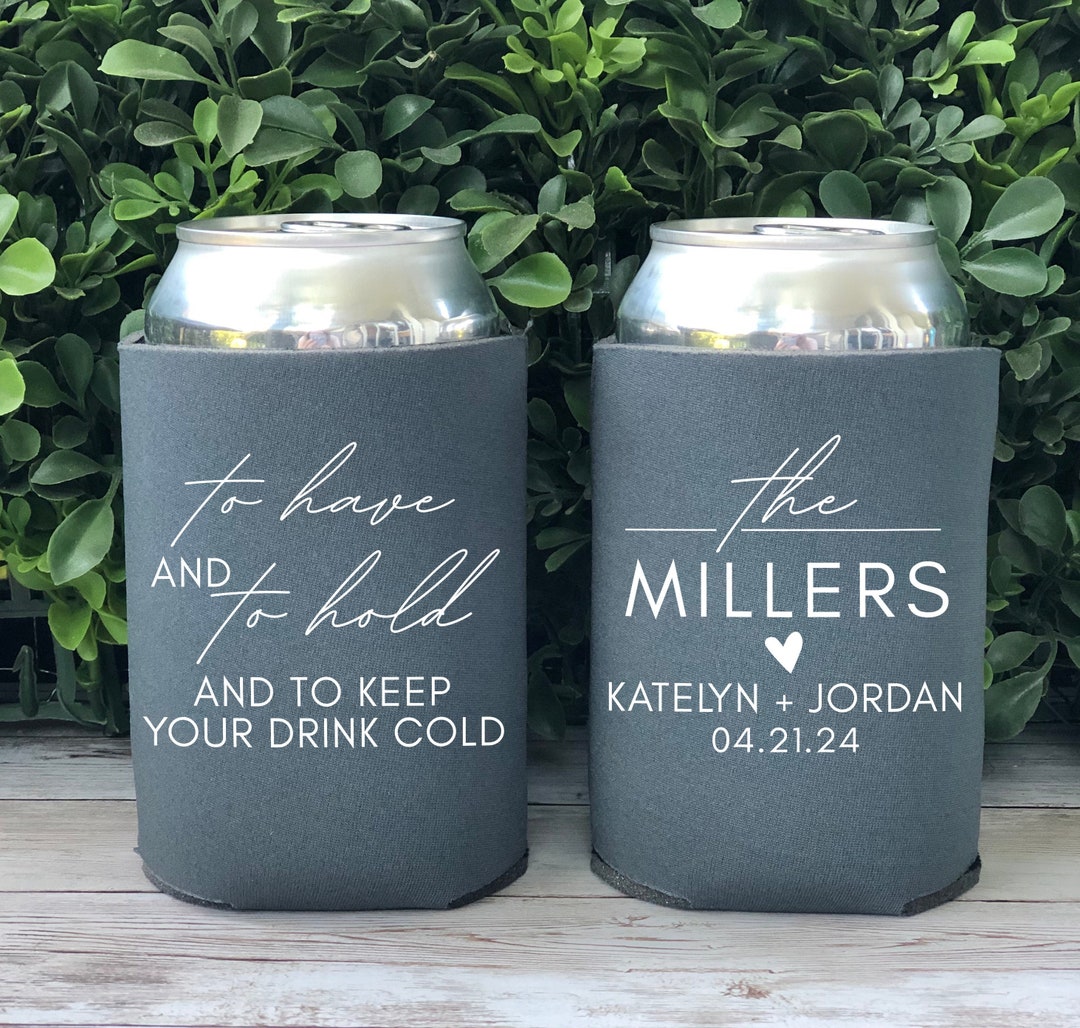 to have
AND to hold
AND TO KEEP
YOUR DRINK COLD
the
MILLERS
KATELYN + JORDAN
04.21.24